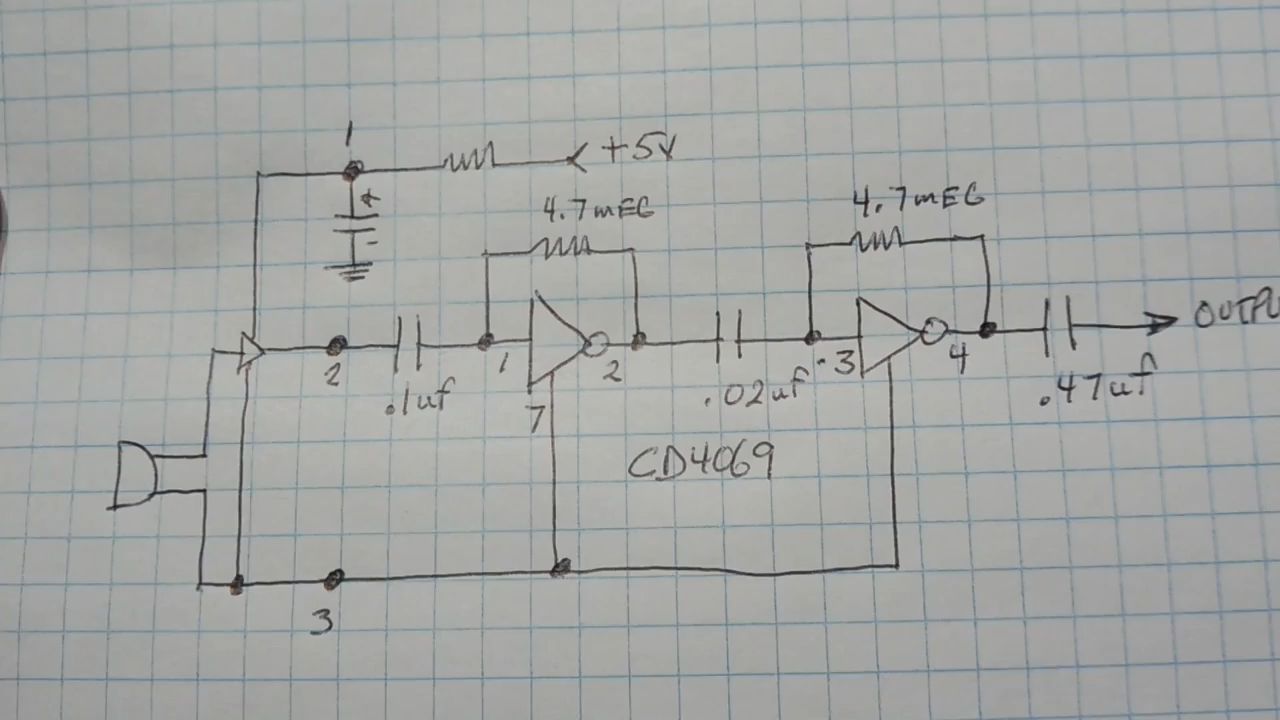 1
+5V
+
-
4.7mEG
4.7mEG
2
.1uf
1
2
7
.02uf
3
4
.47uf
OUTPU
CD4069
3